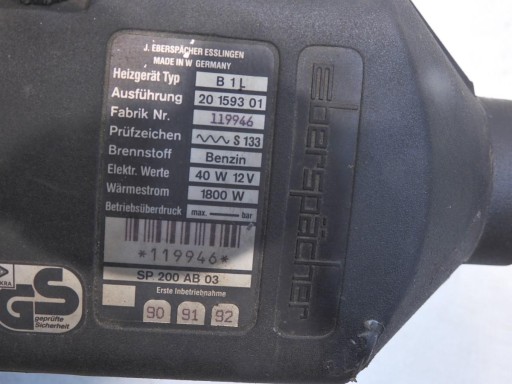 J. EBERSPÄCHER ESSLINGEN
MADE IN W. GERMANY
Heizgerät Typ B 1 L
Ausführung 20 1593 01
Fabrik Nr. 119946
Prüfzeichen S 133
Brennstoff Benzin
Elektr. Werte 40 W 12 V
Wärmestrom 1800 W
Betriebsüberdruck max. bar
*119946*
SP 200 AB 03
Erste Inbetriebnahme
90 91 92
GS
geprüfte
Sicherheit
Eberspächer